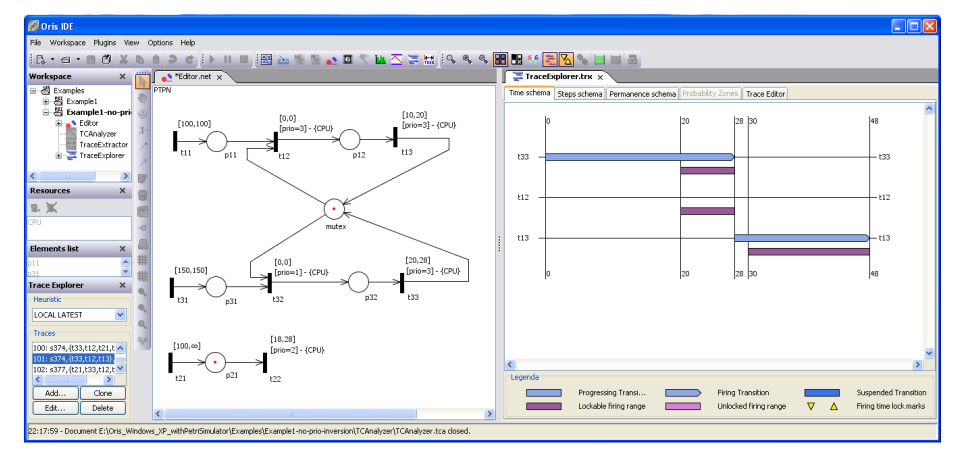 Oris IDE
File Workspace Plugins View Options Help
Workspace X
Examples
Example1
Example1-no-prio
Editor
TCAnalyzer
TraceExtractor
TraceExplorer
Resources X
CPU
Elements list X
p11
p31
Trace Explorer X
Heuristic
LOCAL LATEST
Traces
100: s374,{t33,t12,t21,t
101: s374,{t33,t12,t13}
102: s377,{t21,t33,t12,t
Add... Clone
Edit... Delete
*Editor.net x
PTPN
[100,100]
t11
p11
[0,0]
[prio=3] - {CPU}
t12
p12
[10,20]
[prio=3] - {CPU}
t13
mutex
[150,150]
t31
p31
[0,0]
[prio=1] - {CPU}
t32
p32
[20,28]
[prio=3] - {CPU}
t33
[100,∞]
t21
p21
[18,28]
[prio=2] - {CPU}
t22
TraceExplorer.trx x
Time schema Steps schema Permanence schema Probability Zones Trace Editor
0 20 28 30 48
t33 t33
t12 t12
t13 t13
0 20 28 30 48
Legenda
Progressing Transi... Firing Transition Suspended Transition
Lockable firing range Unlocked firing range Firing time lock marks
22:17:59 - Document E:\Oris_Windows_XP_withPetriSimulator\Examples\Example1-no-prio-inversion\TCAnalyzer\TCAnalyzer.tca closed.